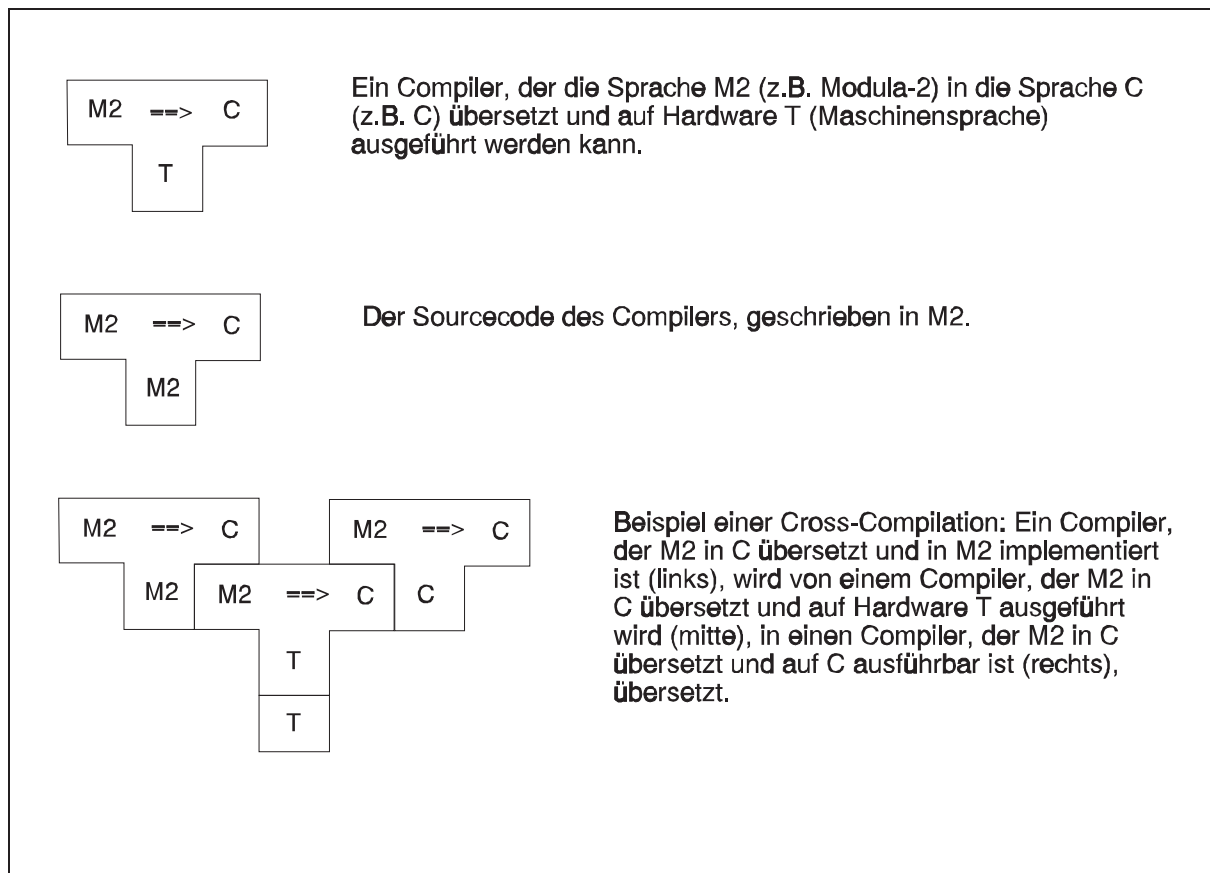 M2 ==> C
T
Ein Compiler, der die Sprache M2 (z.B. Modula-2) in die Sprache C
(z.B. C) übersetzt und auf Hardware T (Maschinensprache)
ausgeführt werden kann.
M2 ==> C
M2
Der Sourcecode des Compilers, geschrieben in M2.
M2 ==> C
M2 ==> C
M2
M2 ==> C
C
T
T
Beispiel einer Cross-Compilation: Ein Compiler,
der M2 in C übersetzt und in M2 implementiert
ist (links), wird von einem Compiler, der M2 in
C übersetzt und auf Hardware T ausgeführt
wird (mitte), in einen Compiler, der M2 in C
übersetzt und auf C ausführbar ist (rechts),
übersetzt.